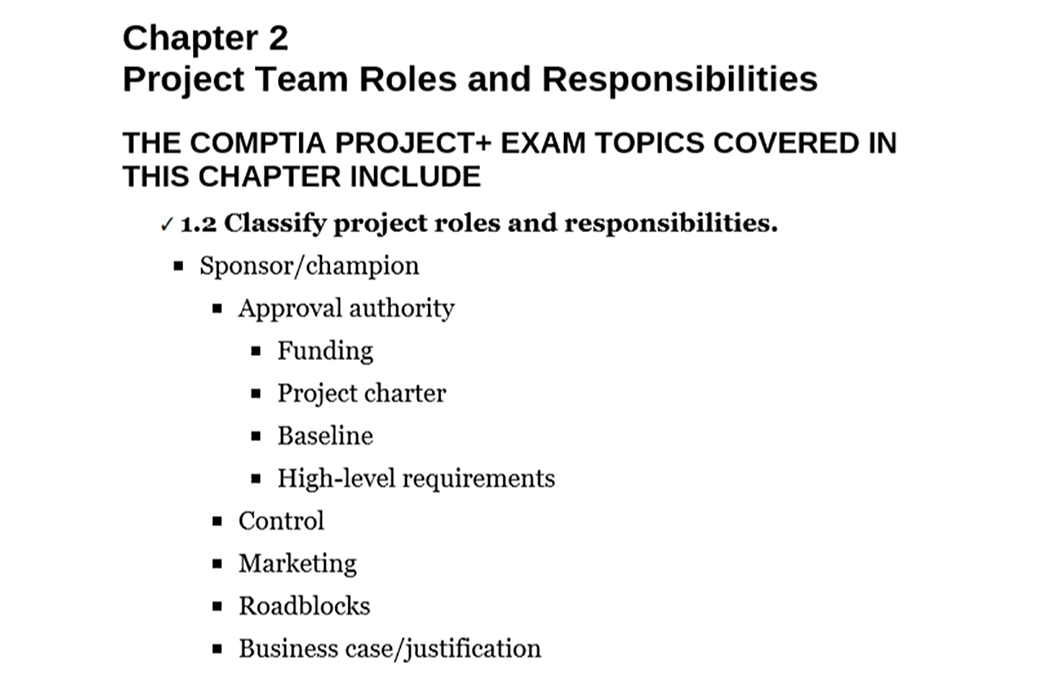 Chapter 2
Project Team Roles and Responsibilities
THE COMPTIA PROJECT+ EXAM TOPICS COVERED IN
THIS CHAPTER INCLUDE
✓ 1.2 Classify project roles and responsibilities.
▪ Sponsor/champion
▪ Approval authority
▪ Funding
▪ Project charter
▪ Baseline
▪ High-level requirements
▪ Control
▪ Marketing
▪ Roadblocks
▪ Business case/justification